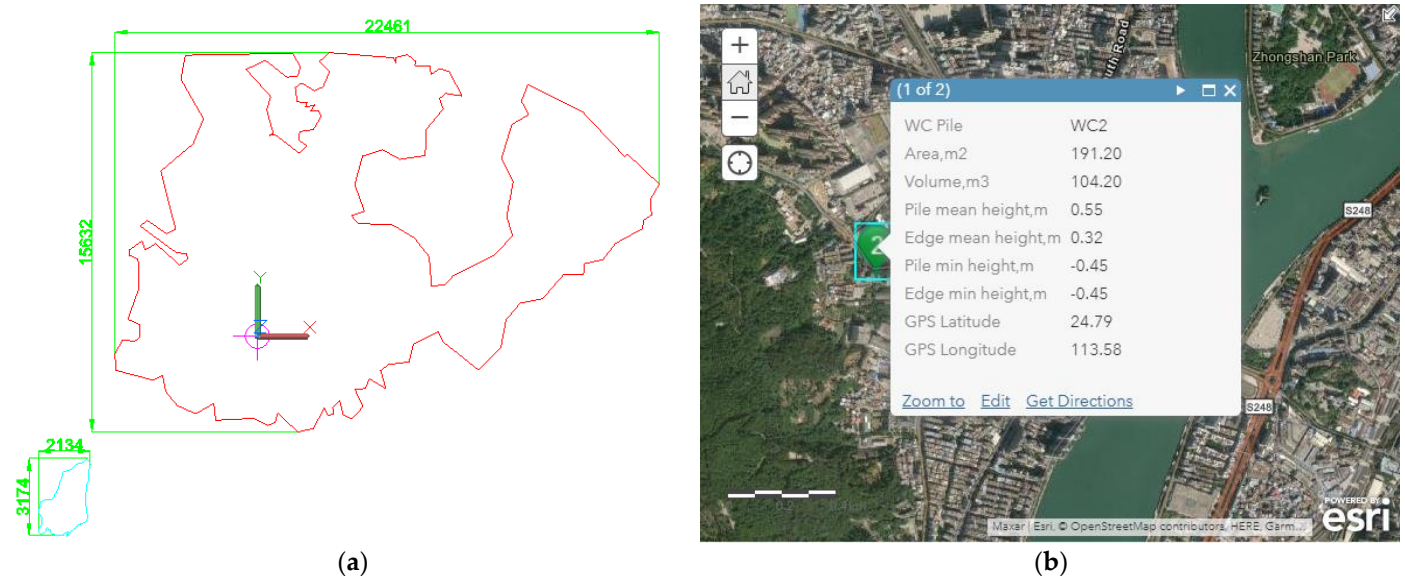 22461
15632
Y
X
2134
3174
(a)
uth Road
Zhongshan Park
(1 of 2)
WC Pile WC2
Area,m2 191.20
Volume,m3 104.20
Pile mean height,m 0.55
Edge mean height,m 0.32
Pile min height,m -0.45
Edge min height,m -0.45
GPS Latitude 24.79
GPS Longitude 113.58
Zoom to Edit Get Directions
2
S248
S248
POWERED BY
esri
Maxar | Esri, © OpenStreetMap contributors, HERE, Garm...
(b)